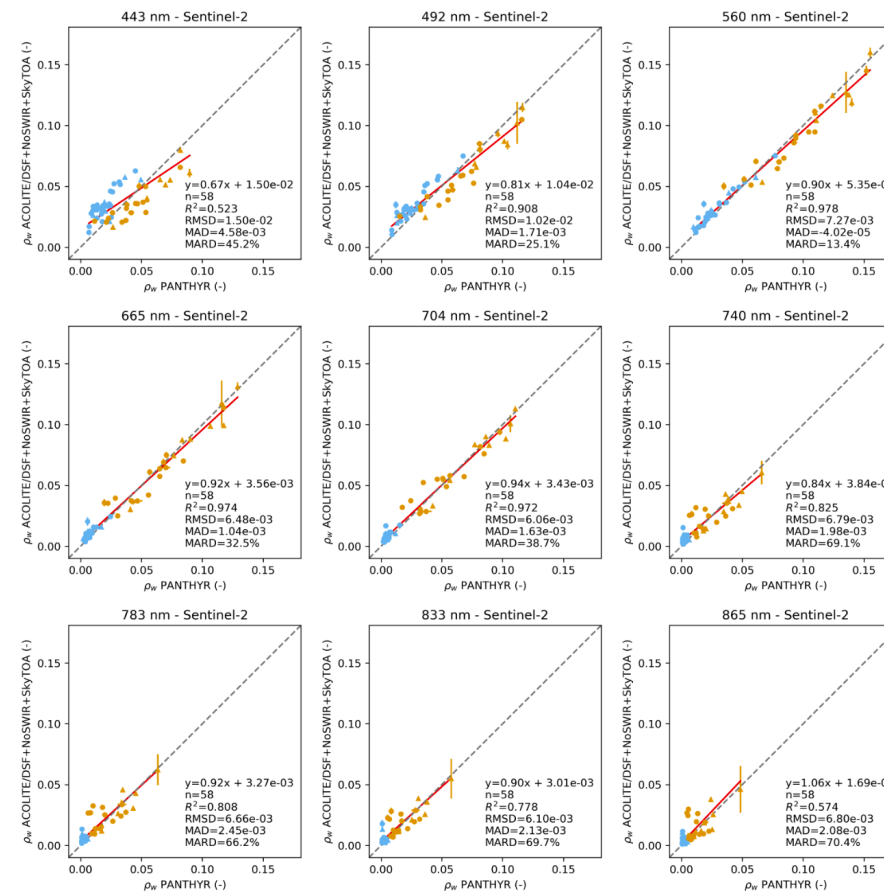 443 nm - Sentinel-2
ρw ACOLITE/DSF+NoSWIR+SkyTOA (-)
0.15
0.10
0.05
0.00
y=0.67x + 1.50e-02
n=58
R²=0.523
RMSD=1.50e-02
MAD=4.58e-03
MARD=45.2%
0.00 0.05 0.10 0.15
ρw PANTHYR (-)
492 nm - Sentinel-2
ρw ACOLITE/DSF+NoSWIR+SkyTOA (-)
0.15
0.10
0.05
0.00
y=0.81x + 1.04e-02
n=58
R²=0.908
RMSD=1.02e-02
MAD=1.71e-03
MARD=25.1%
0.00 0.05 0.10 0.15
ρw PANTHYR (-)
560 nm - Sentinel-2
ρw ACOLITE/DSF+NoSWIR+SkyTOA (-)
0.15
0.10
0.05
0.00
y=0.90x + 5.35e-0
n=58
R²=0.978
RMSD=7.27e-03
MAD=-4.02e-05
MARD=13.4%
0.00 0.05 0.10 0.15
ρw PANTHYR (-)
665 nm - Sentinel-2
ρw ACOLITE/DSF+NoSWIR+SkyTOA (-)
0.15
0.10
0.05
0.00
y=0.92x + 3.56e-03
n=58
R²=0.974
RMSD=6.48e-03
MAD=1.04e-03
MARD=32.5%
0.00 0.05 0.10 0.15
ρw PANTHYR (-)
704 nm - Sentinel-2
ρw ACOLITE/DSF+NoSWIR+SkyTOA (-)
0.15
0.10
0.05
0.00
y=0.94x + 3.43e-03
n=58
R²=0.972
RMSD=6.06e-03
MAD=1.63e-03
MARD=38.7%
0.00 0.05 0.10 0.15
ρw PANTHYR (-)
740 nm - Sentinel-2
ρw ACOLITE/DSF+NoSWIR+SkyTOA (-)
0.15
0.10
0.05
0.00
y=0.84x + 3.84e-0
n=58
R²=0.825
RMSD=6.79e-03
MAD=1.98e-03
MARD=69.1%
0.00 0.05 0.10 0.15
ρw PANTHYR (-)
783 nm - Sentinel-2
ρw ACOLITE/DSF+NoSWIR+SkyTOA (-)
0.15
0.10
0.05
0.00
y=0.92x + 3.27e-03
n=58
R²=0.808
RMSD=6.66e-03
MAD=2.45e-03
MARD=66.2%
0.00 0.05 0.10 0.15
ρw PANTHYR (-)
833 nm - Sentinel-2
ρw ACOLITE/DSF+NoSWIR+SkyTOA (-)
0.15
0.10
0.05
0.00
y=0.90x + 3.01e-03
n=58
R²=0.778
RMSD=6.10e-03
MAD=2.13e-03
MARD=69.7%
0.00 0.05 0.10 0.15
ρw PANTHYR (-)
865 nm - Sentinel-2
ρw ACOLITE/DSF+NoSWIR+SkyTOA (-)
0.15
0.10
0.05
0.00
y=1.06x + 1.69e-0
n=58
R²=0.574
RMSD=6.80e-03
MAD=2.08e-03
MARD=70.4%
0.00 0.05 0.10 0.15
ρw PANTHYR (-)